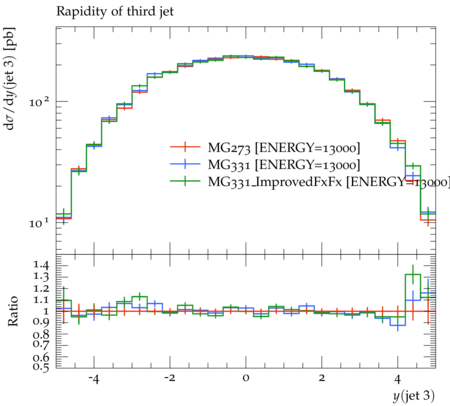 Rapidity of third jet
dσ/dy(jet 3) [pb]
10²
10¹
MG273 [ENERGY=13000]
MG331 [ENERGY=13000]
MG331_ImprovedFxFx [ENERGY=13000]
Ratio
1.4
1.3
1.2
1.1
1
0.9
0.8
0.7
0.6
0.5
-4 -2 0 2 4
y(jet 3)